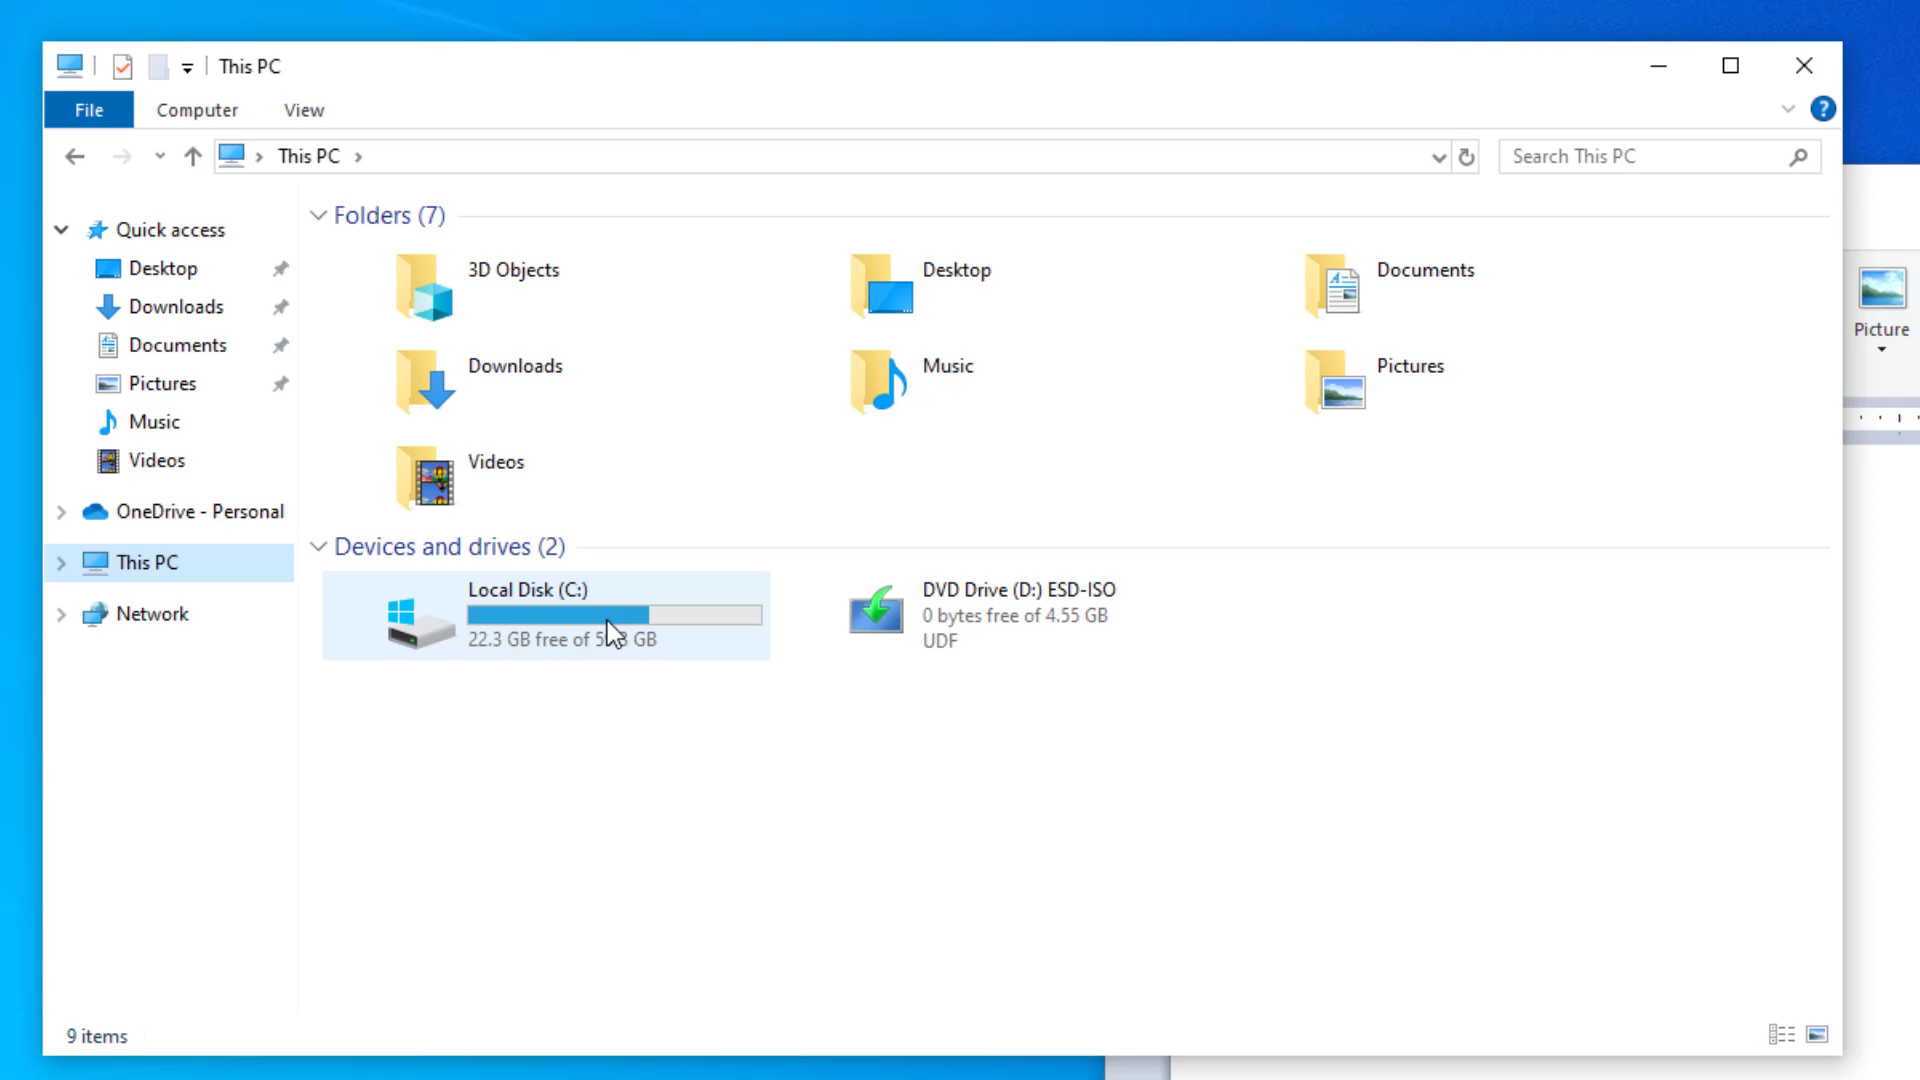 This PC
File Computer View
This PC
Search This PC
Quick access
Desktop
Downloads
Documents
Pictures
Music
Videos
OneDrive - Personal
This PC
Network
Folders (7)
3D Objects
Desktop
Documents
Downloads
Music
Pictures
Videos
Devices and drives (2)
Local Disk (C:)
22.3 GB free of GB
DVD Drive (D:) ESD-ISO
0 bytes free of 4.55 GB
UDF
9 items
Picture